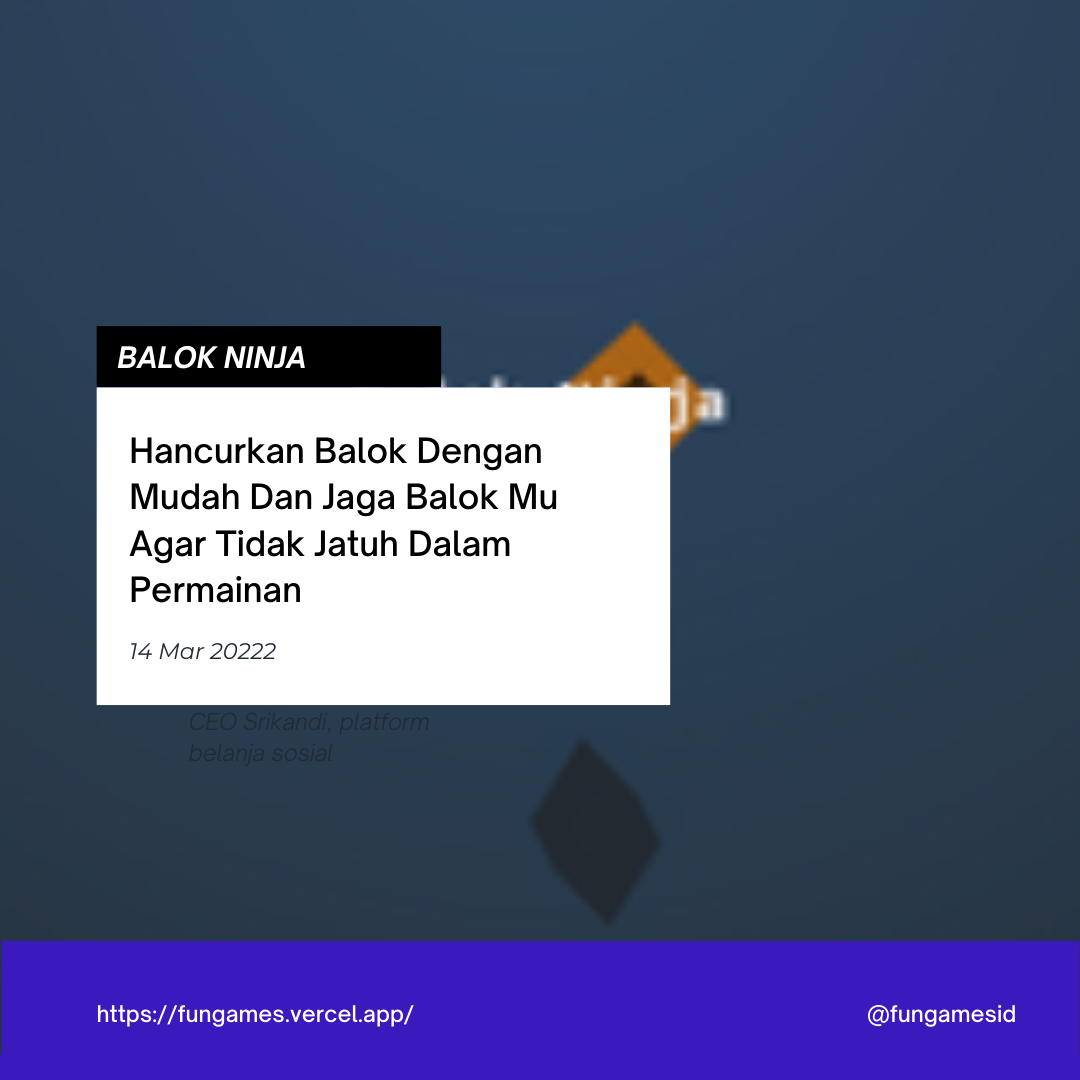 BALOK NINJA
Hancurkan Balok Dengan
Mudah Dan Jaga Balok Mu
Agar Tidak Jatuh Dalam
Permainan
14 Mar 20222
CEO Srikandi, platform
belanja sosial
https://fungames.vercel.app/
@fungamesid